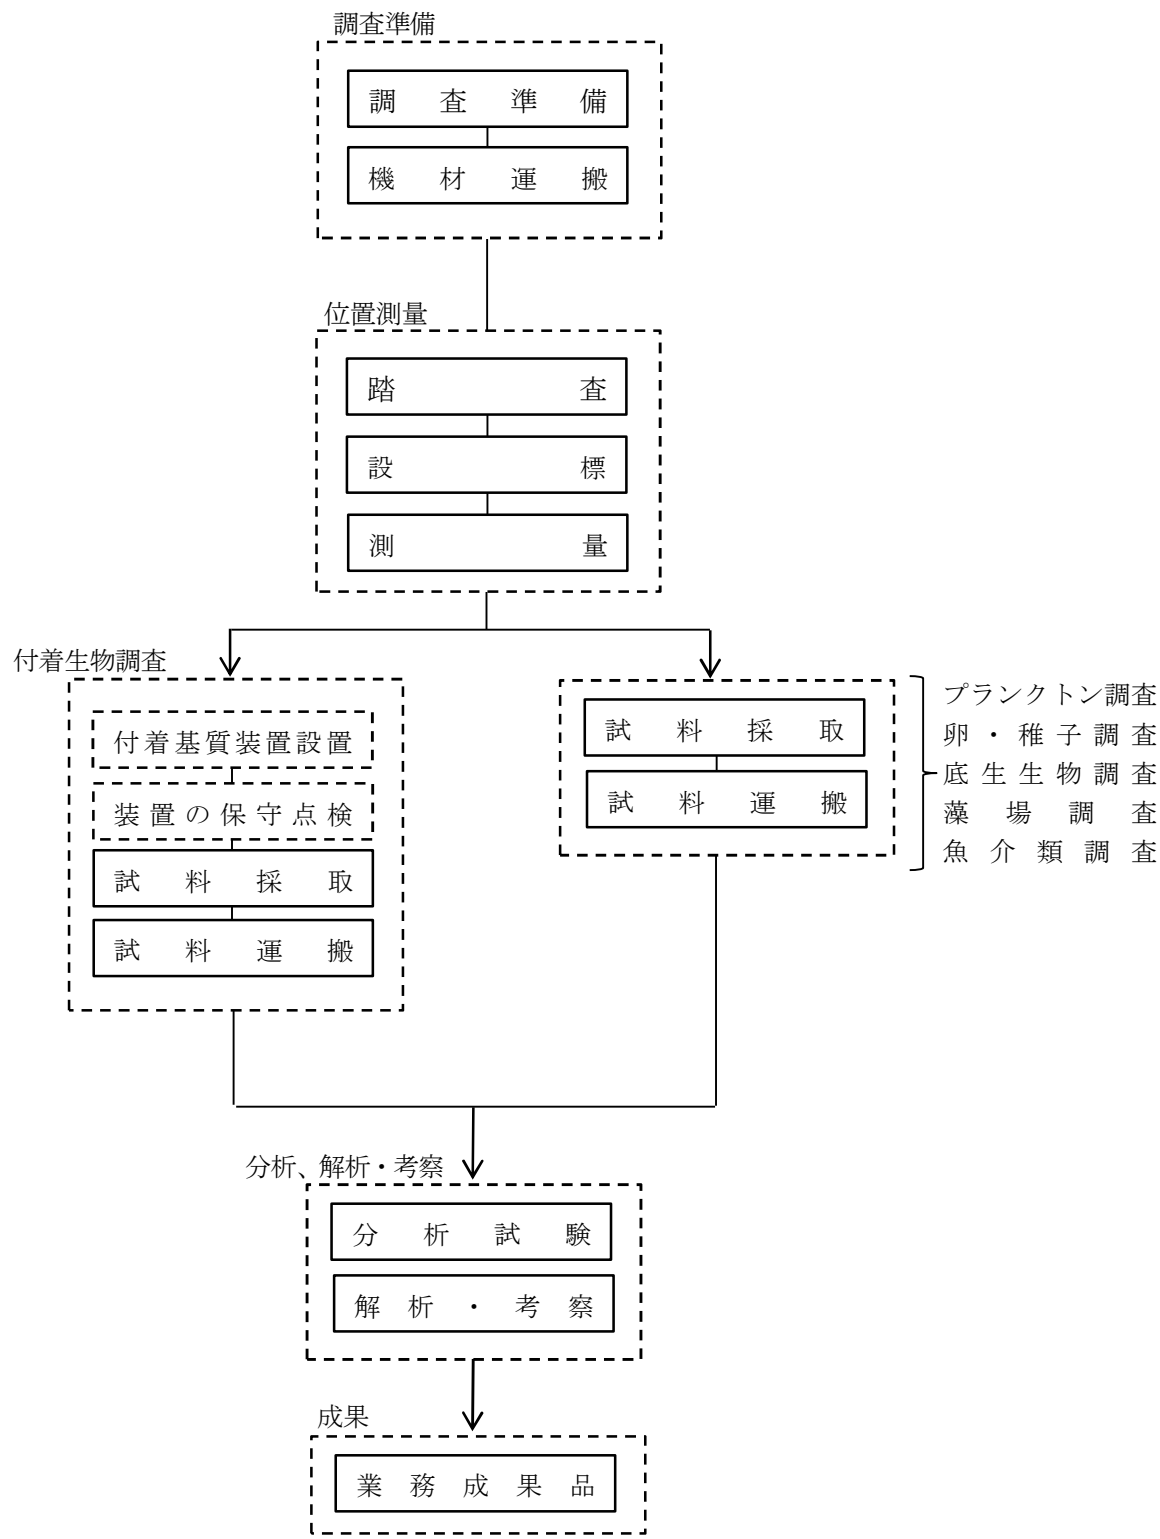 調査準備
調査準備
機材運搬
位置測量
踏査
設標
測量
付着生物調査
付着基質装置設置
装置の保守点検
試料採取
試料運搬
試料採取
試料運搬
プランクトン調査
卵・稚子調査
底生生物調査
藻場調査
魚介類調査
分析、解析・考察
分析試験
解析・考察
成果
業務成果品